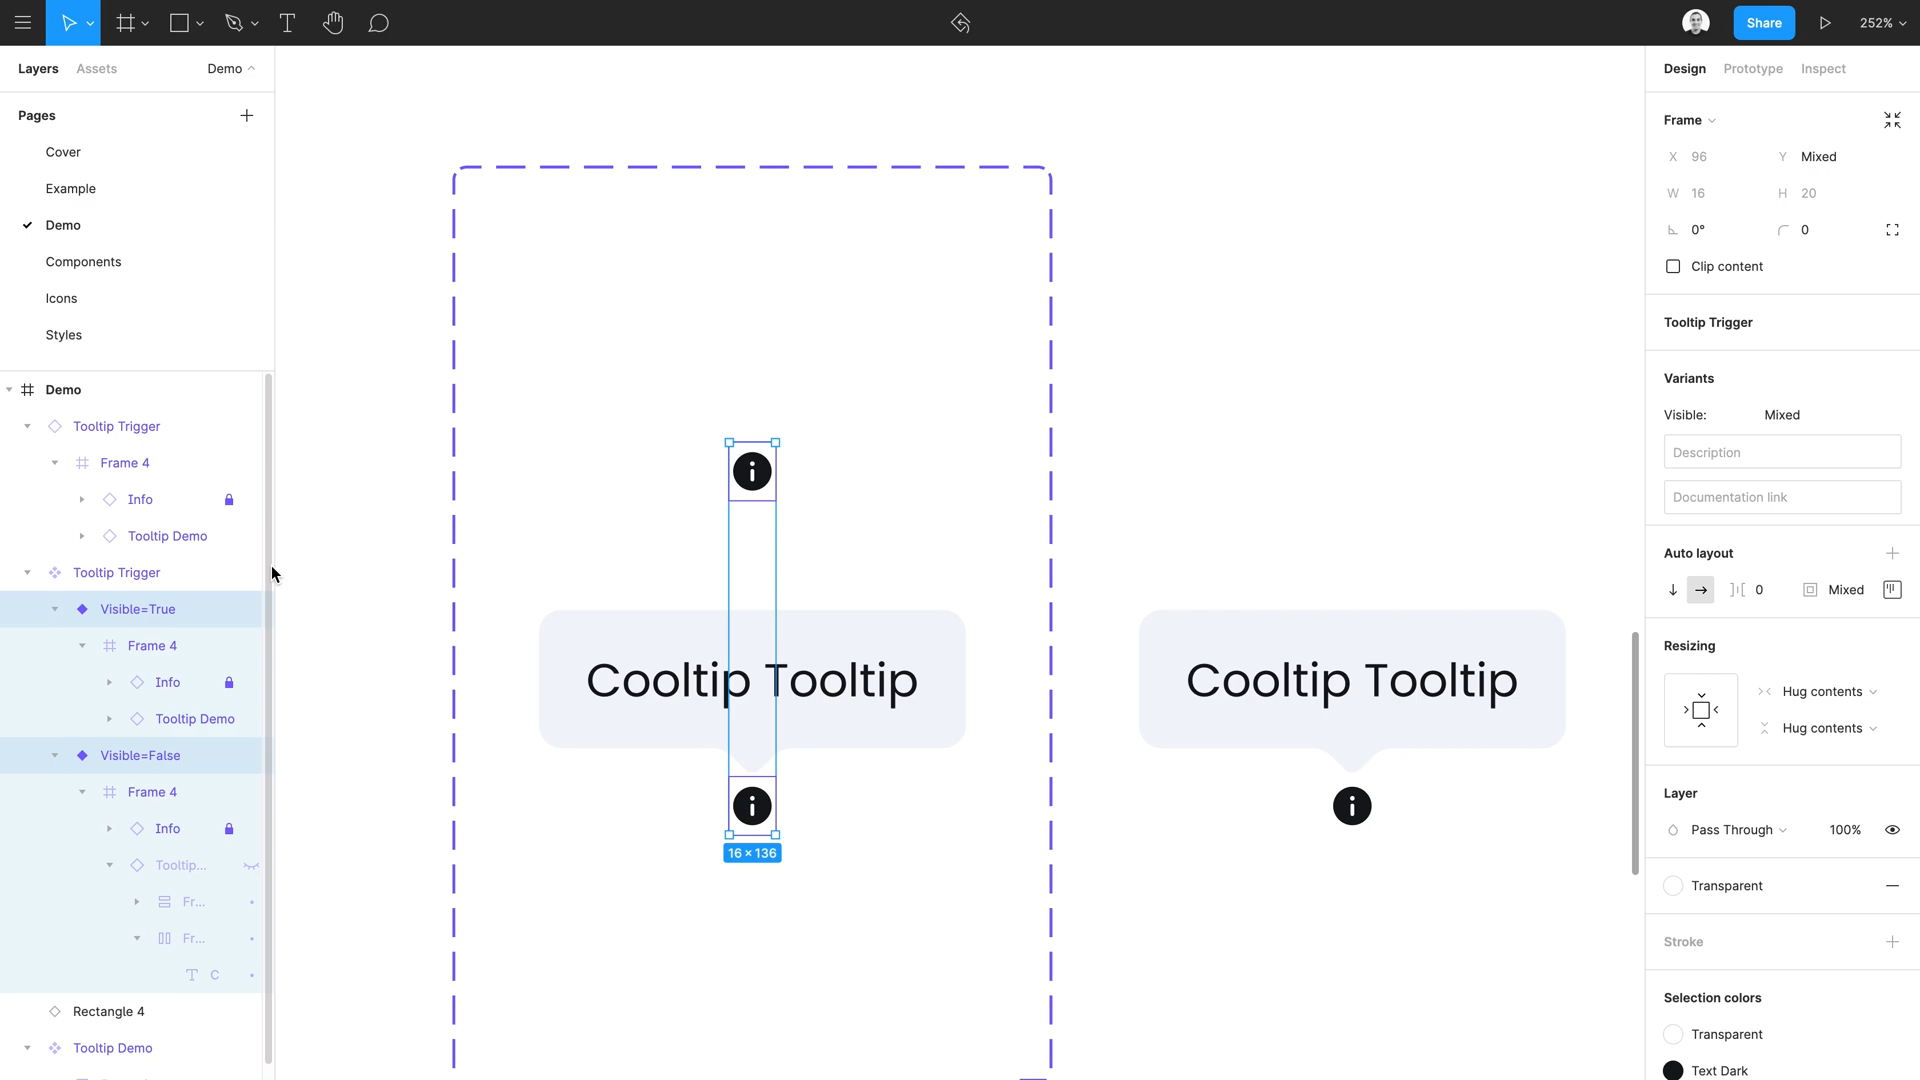 Share
252%
Layers
Assets
Demo
Pages
Cover
Example
Demo
Components
Icons
Styles
Demo
Tooltip Trigger
Frame 4
Info
Tooltip Demo
Tooltip Trigger
Visible=True
Frame 4
Info
Tooltip Demo
Visible=False
Frame 4
Info
Tooltip...
Fr...
Fr...
C
Rectangle 4
Tooltip Demo
Cooltip Tooltip
16 × 136
Cooltip Tooltip
Design
Prototype
Inspect
Frame
X 96
Y Mixed
W 16
H 20
0°
0
Clip content
Tooltip Trigger
Variants
Visible: Mixed
Description
Documentation link
Auto layout
0
Mixed
Resizing
Hug contents
Hug contents
Layer
Pass Through
100%
Transparent
Stroke
Selection colors
Transparent
Text Dark